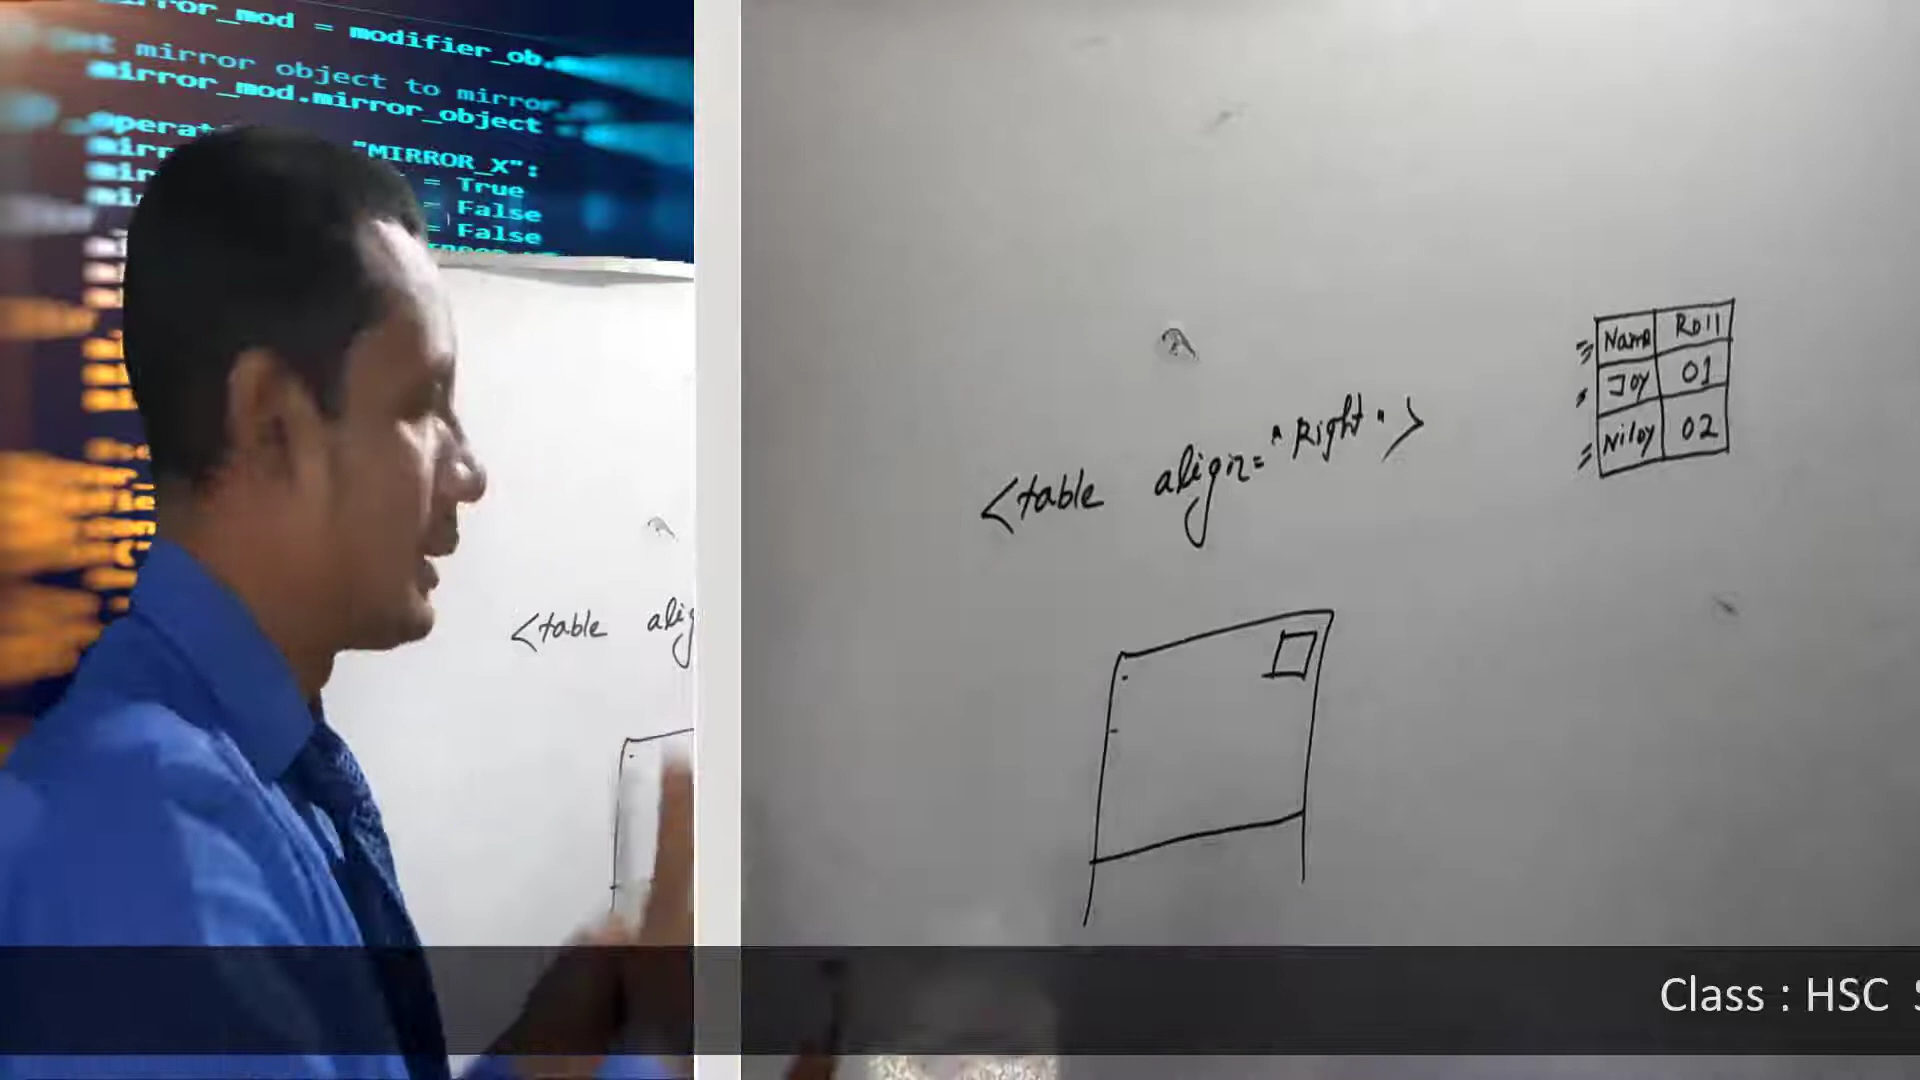 mirror_mod = modifier_ob.
mirror object to mirror
mirror_mod.mirror_object
"MIRROR_X":
= True
= False
= False
<table alig
<table align="Right">
Name Roll
Joy 01
Niloy 02
Class : HSC